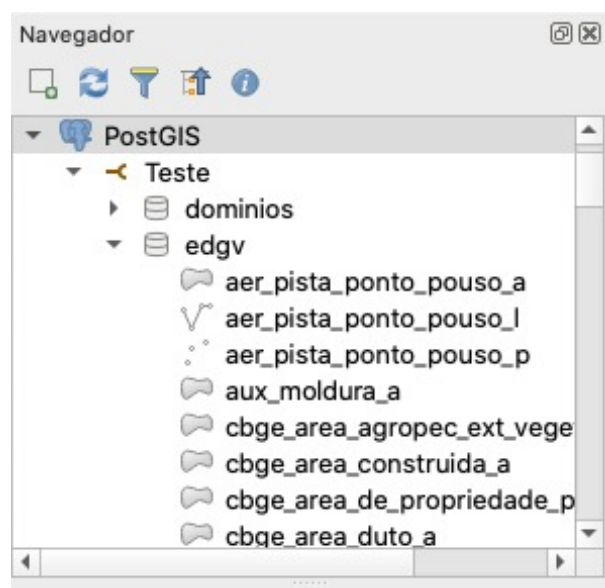 Navegador
PostGIS
Teste
dominios
edgv
aer_pista_ponto_pouso_a
aer_pista_ponto_pouso_l
aer_pista_ponto_pouso_p
aux_moldura_a
cbge_area_agropec_ext_vege
cbge_area_construida_a
cbge_area_de_propriedade_p
cbge_area_duto_a